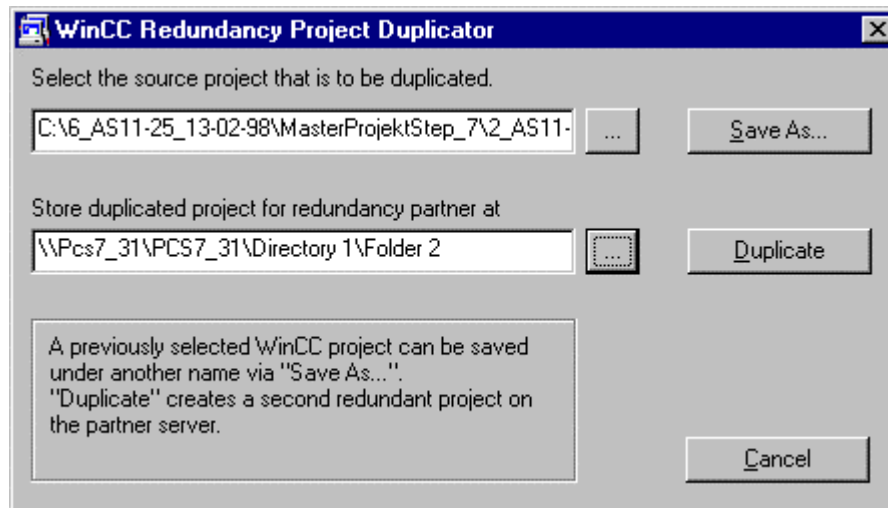 WinCC Redundancy Project Duplicator
Select the source project that is to be duplicated.
C:\6_AS11-25_13-02-98\MasterProjektStep_7\2_AS11-
...
Save As...
Store duplicated project for redundancy partner at
\\Pcs7_31\PCS7_31\Directory 1\Folder 2
...
Duplicate
A previously selected WinCC project can be saved
under another name via "Save As...".
"Duplicate" creates a second redundant project on
the partner server.
Cancel